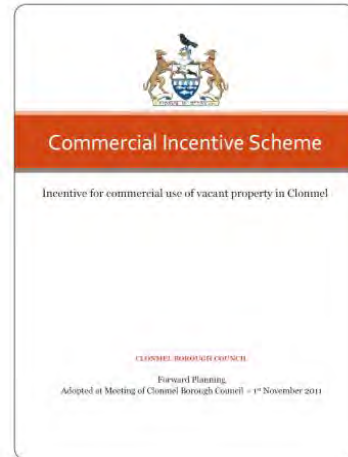 Commercial Incentive Scheme
Incentive for commercial use of vacant property in Clonmel
CLONMEL BOROUGH COUNCIL
Forward Planning
Adopted at Meeting of Clonmel Borough Council – 1st November 2011